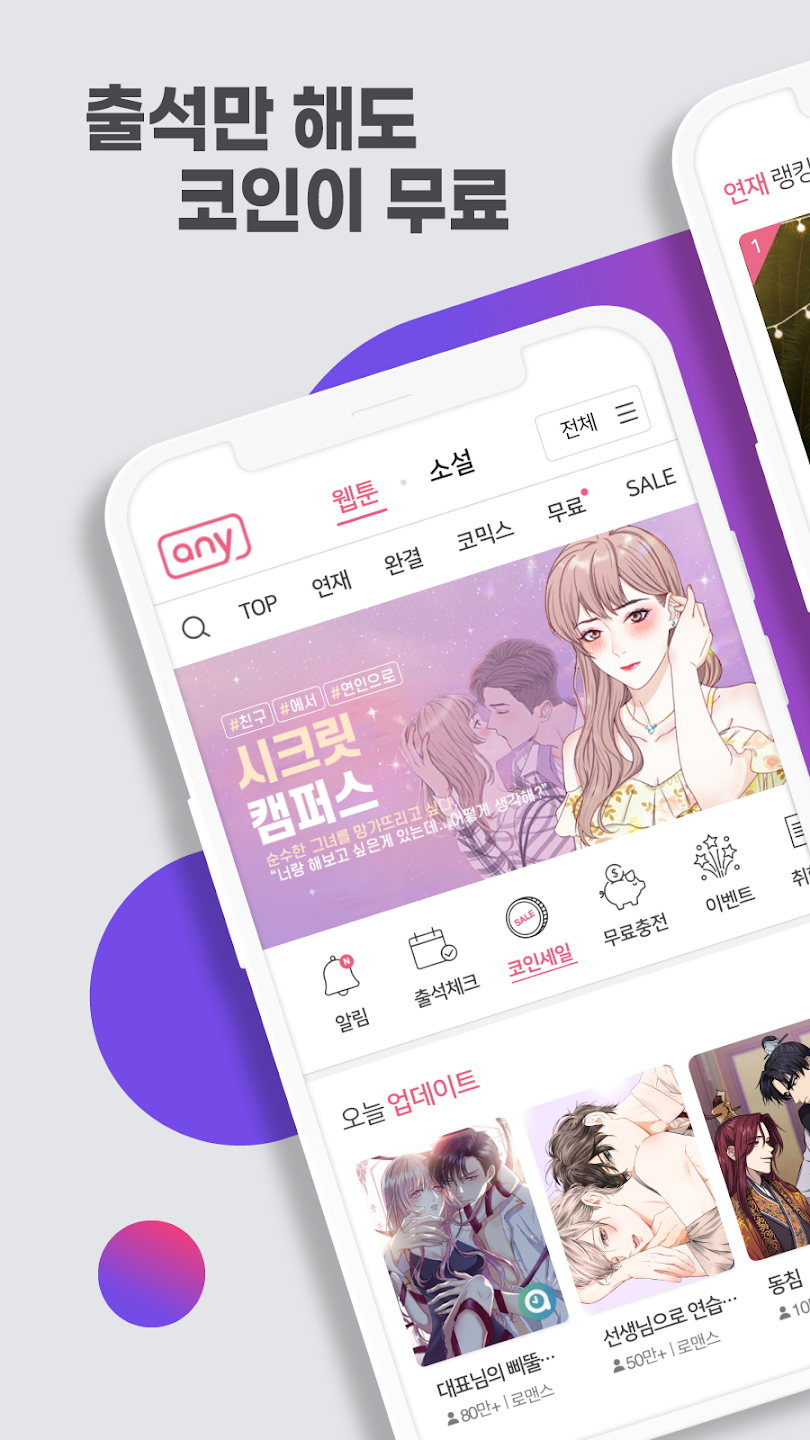 출석만 해도
코인이 무료
연재 랭킹
1
any
웹툰
소설
전체
TOP
연재
완결
코믹스
무료
SALE
#친구 #에서 #연인으로
시크릿
캠퍼스
순수한 그녀를 망가뜨리고 싶다.
“너랑 해보고 싶은게 있는데...어떻게 생각해?”
N
알림
출석체크
SALE
코인세일
$
무료충전
이벤트
오늘 업데이트
대표님의 삐뚤…
80만+ | 로맨스
선생님으로 연습…
50만+ | 로맨스
동침